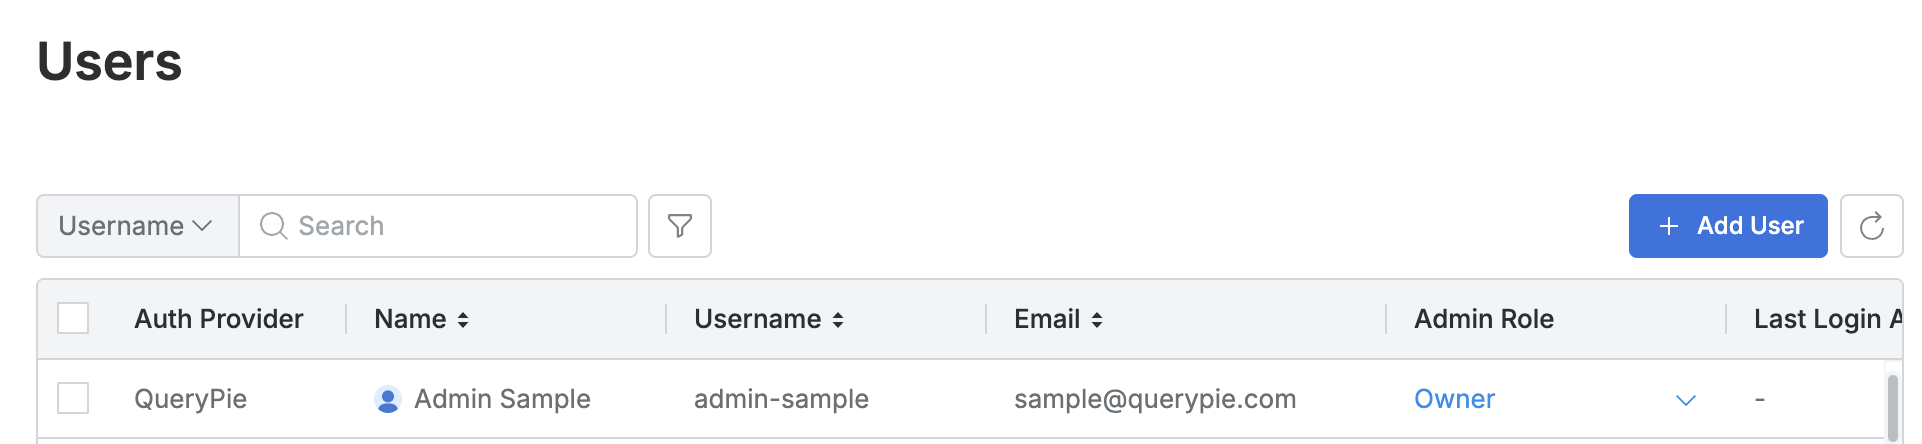 Users
Username Search + Add User
Auth Provider Name Username Email Admin Role Last Login A
QueryPie Admin Sample admin-sample sample@querypie.com Owner -